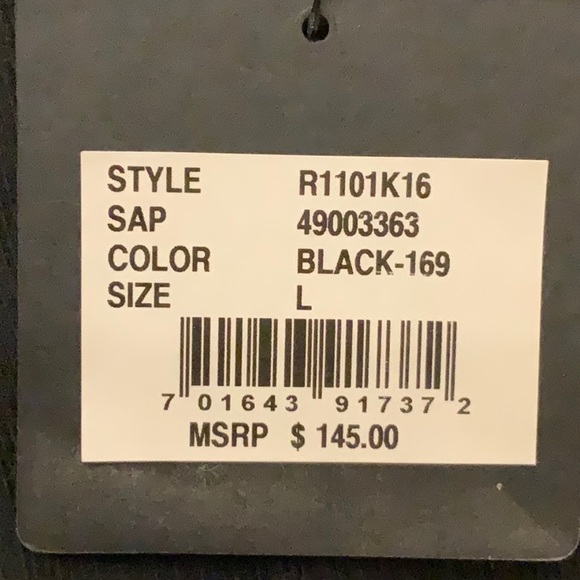 STYLE R1101K16
SAP 49003363
COLOR BLACK-169
SIZE L
7 01643 91737 2
MSRP $ 145.00